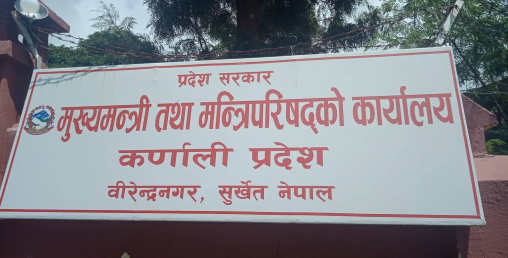 प्रदेश सरकार
मुख्यमन्त्री तथा मन्त्रिपरिषद्को कार्यालय
कर्णाली प्रदेश
वीरेन्द्रनगर, सुर्खेत नेपाल